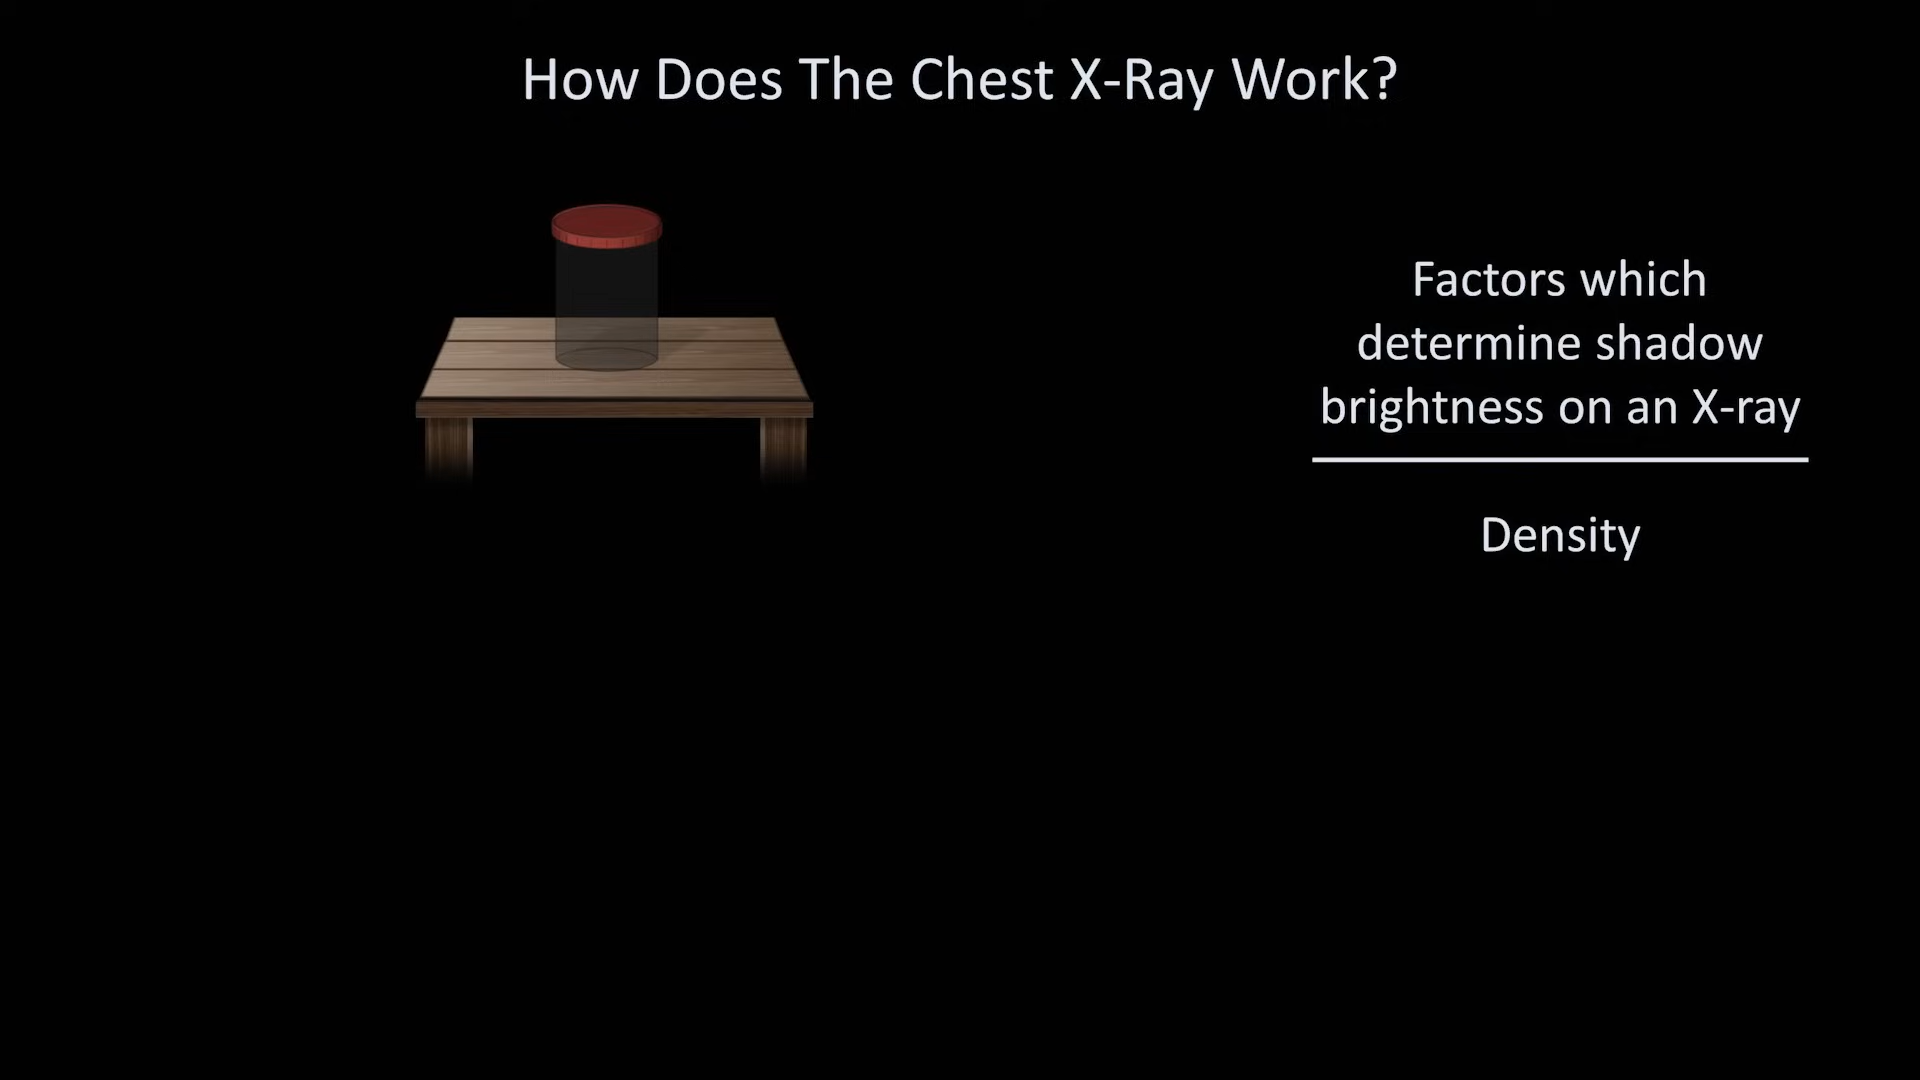 How Does The Chest X-Ray Work?
Factors which
determine shadow
brightness on an X-ray
Density